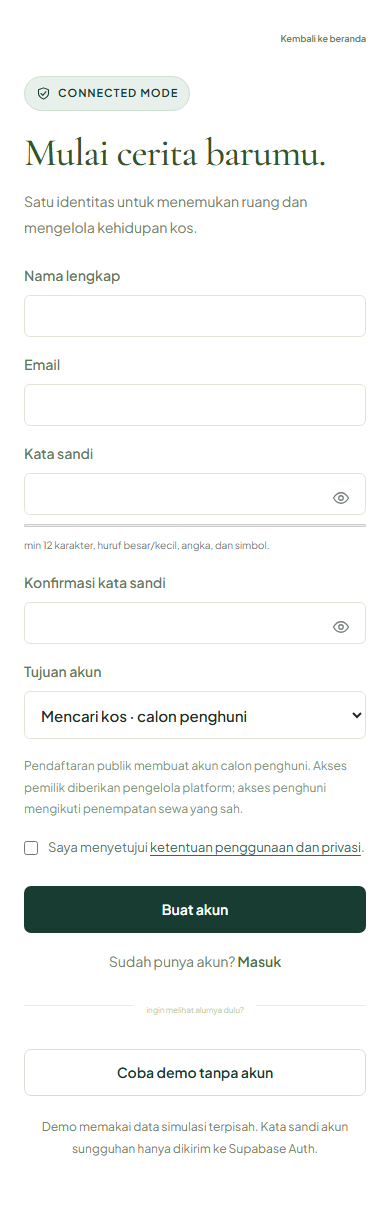 Kembali ke beranda
CONNECTED MODE
Mulai cerita barumu.
Satu identitas untuk menemukan ruang dan
mengelola kehidupan kos.
Nama lengkap
Email
Kata sandi
min 12 karakter, huruf besar/kecil, angka, dan simbol.
Konfirmasi kata sandi
Tujuan akun
Mencari kos · calon penghuni
Pendaftaran publik membuat akun calon penghuni. Akses
pemilik diberikan pengelola platform; akses penghuni
mengikuti penempatan sewa yang sah.
Saya menyetujui ketentuan penggunaan dan privasi.
Buat akun
Sudah punya akun? Masuk
ingin melihat alurnya dulu?
Coba demo tanpa akun
Demo memakai data simulasi terpisah. Kata sandi akun
sungguhan hanya dikirim ke Supabase Auth.